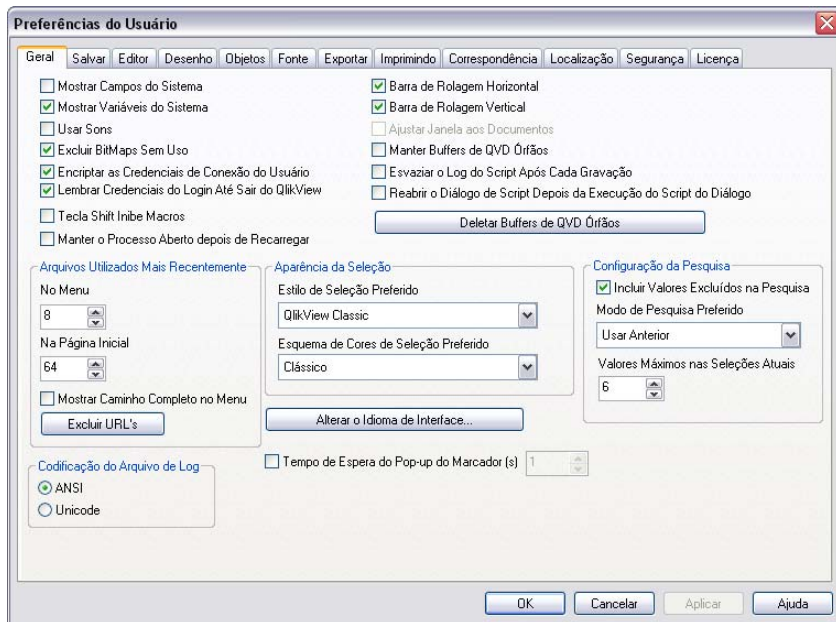 Preferências do Usuário
Geral Salvar Editor Desenho Objetos Fonte Exportar Imprimindo Correspondência Localização Segurança Licença
Mostrar Campos do Sistema
Mostrar Variáveis do Sistema
Usar Sons
Excluir BitMaps Sem Uso
Encriptar as Credenciais de Conexão do Usuário
Lembrar Credenciais do Login Até Sair do QlikView
Tecla Shift Inibe Macros
Manter o Processo Aberto depois de Recarregar
Barra de Rolagem Horizontal
Barra de Rolagem Vertical
Ajustar Janela aos Documentos
Manter Buffers de QVD Órfãos
Esvaziar o Log do Script Após Cada Gravação
Reabrir o Diálogo de Script Depois da Execução do Script do Diálogo
Deletar Buffers de QVD Órfãos
Arquivos Utilizados Mais Recentemente
No Menu
8
Na Página Inicial
64
Mostrar Caminho Completo no Menu
Excluir URL's
Aparência da Seleção
Estilo de Seleção Preferido
QlikView Classic
Esquema de Cores de Seleção Preferido
Clássico
Configuração da Pesquisa
Incluir Valores Excluídos na Pesquisa
Modo de Pesquisa Preferido
Usar Anterior
Valores Máximos nas Seleções Atuais
6
Alterar o Idioma de Interface...
Codificação do Arquivo de Log
ANSI
Unicode
Tempo de Espera do Pop-up do Marcador (s) 1
OK Cancelar Aplicar Ajuda